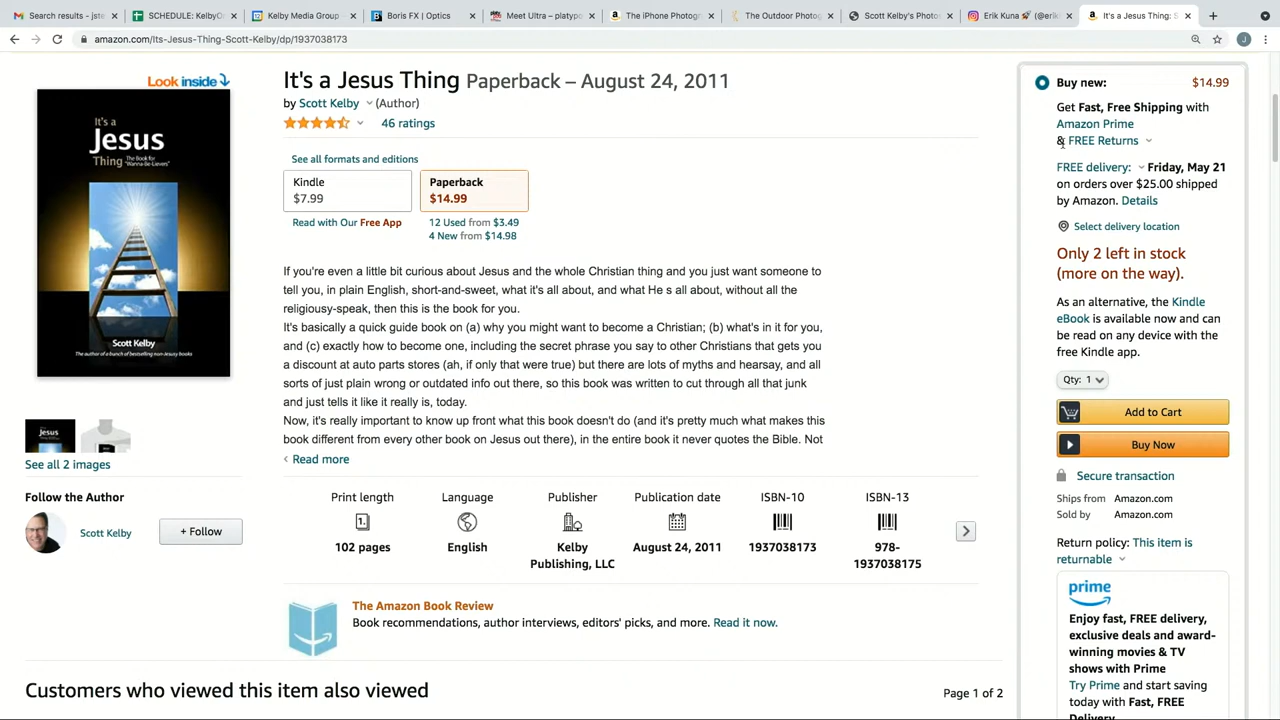 Search results - jste
SCHEDULE: KelbyO
Kelby Media Group -
Boris FX | Optics
Meet Ultra – platyp
The iPhone Photogr
The Outdoor Photog
Scott Kelby's Photos
Erik Kuna 🚀 (@erik
It's a Jesus Thing: S
amazon.com/Its-Jesus-Thing-Scott-Kelby/dp/1937038173
J
Look inside
It's a
Jesus
Thing The Book for "Wanna-Be-Lievers"
Scott Kelby
The author of a bunch of bestselling non-Jesusy books
See all 2 images
Follow the Author
Scott Kelby
+ Follow
It's a Jesus Thing Paperback – August 24, 2011
by Scott Kelby (Author)
46 ratings
See all formats and editions
Kindle
$7.99
Paperback
$14.99
Read with Our Free App
12 Used from $3.49
4 New from $14.98
If you're even a little bit curious about Jesus and the whole Christian thing and you just want someone to
tell you, in plain English, short-and-sweet, what it's all about, and what He s all about, without all the
religiousy-speak, then this is the book for you.
It's basically a quick guide book on (a) why you might want to become a Christian; (b) what's in it for you,
and (c) exactly how to become one, including the secret phrase you say to other Christians that gets you
a discount at auto parts stores (ah, if only that were true) but there are lots of myths and hearsay, and all
sorts of just plain wrong or outdated info out there, so this book was written to cut through all that junk
and just tells it like it really is, today.
Now, it's really important to know up front what this book doesn't do (and it's pretty much what makes this
book different from every other book on Jesus out there), in the entire book it never quotes the Bible. Not
Read more
Print length
102 pages
Language
English
Publisher
Kelby
Publishing, LLC
Publication date
August 24, 2011
ISBN-10
1937038173
ISBN-13
978-
1937038175
The Amazon Book Review
Book recommendations, author interviews, editors' picks, and more. Read it now.
Customers who viewed this item also viewed
Page 1 of 2
Buy new:
$14.99
Get Fast, Free Shipping with
Amazon Prime
& FREE Returns
FREE delivery: Friday, May 21
on orders over $25.00 shipped
by Amazon. Details
Select delivery location
Only 2 left in stock
(more on the way).
As an alternative, the Kindle
eBook is available now and can
be read on any device with the
free Kindle app.
Qty: 1
Add to Cart
Buy Now
Secure transaction
Ships from Amazon.com
Sold by Amazon.com
Return policy: This item is
returnable
prime
Enjoy fast, FREE delivery,
exclusive deals and award-
winning movies & TV
shows with Prime
Try Prime and start saving
today with Fast, FREE
Delivery